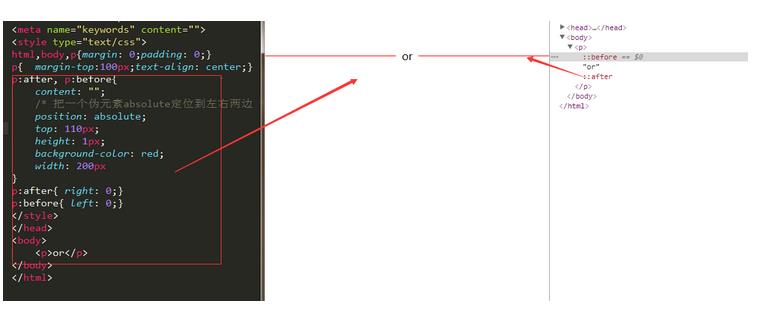 <meta name="keywords" content="">
<style type="text/css">
html,body,p{margin: 0;padding: 0;}
p{  margin-top:100px;text-align: center;}
p:after, p:before{
content: "";
/* 把一个伪元素absolute定位到左右两边
position: absolute;
top: 110px;
height: 1px;
background-color: red;
width: 200px
}
p:after{ right: 0;}
p:before{ left: 0;}
</style>
</head>
<body>
<p>or</p>
</body>
</html>
or
<head>…</head>
<body>
<p>
::before == $0
"or"
::after
</p>
</body>
</html>